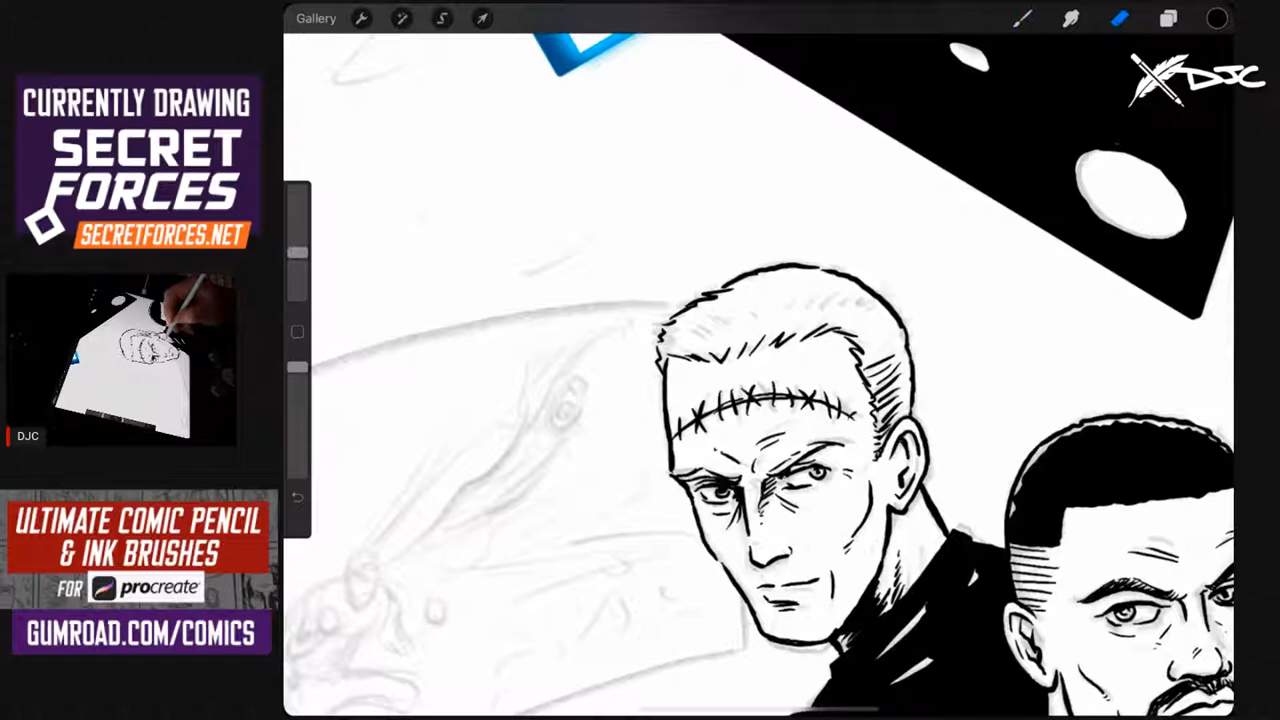 Gallery
DJC
CURRENTLY DRAWING
SECRET
FORCES
SECRETFORCES.NET
DJC
ULTIMATE COMIC PENCIL
& INK BRUSHES
FOR procreate
GUMROAD.COM/COMICS